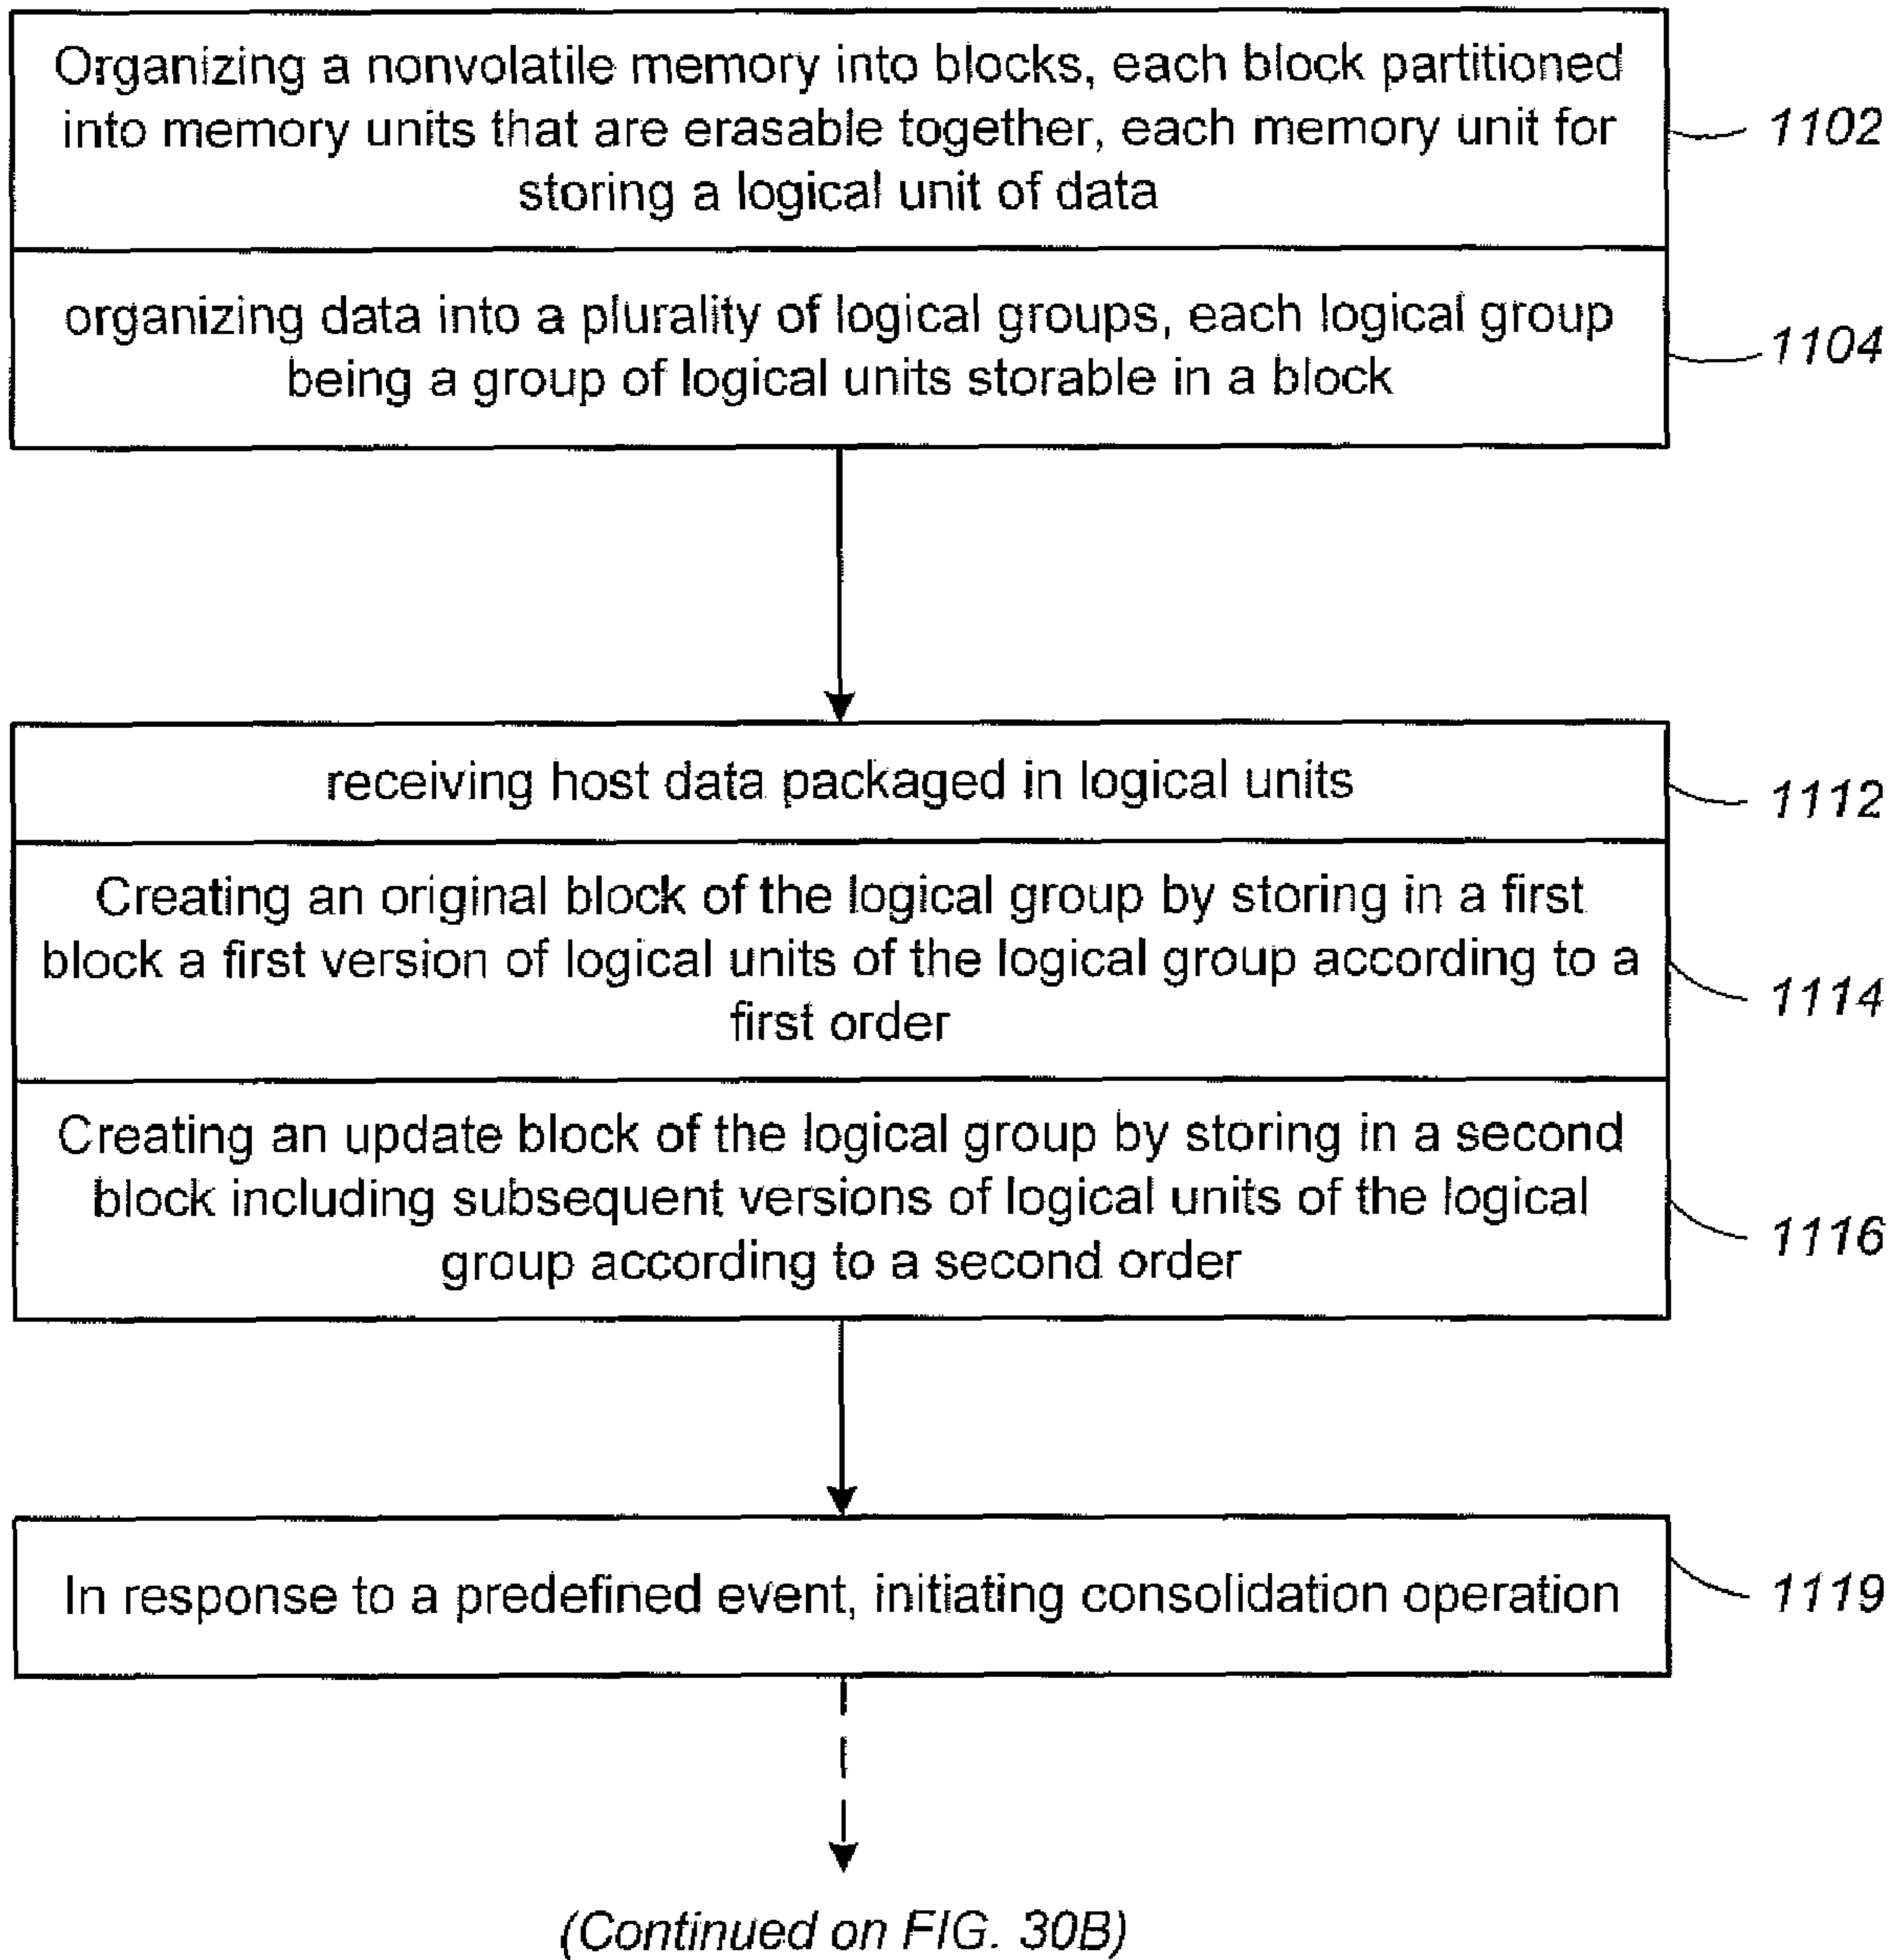 Organizing a nonvolatile memory into blocks, each block partitioned
into memory units that are erasable together, each memory unit for
storing a logical unit of data
1102
organizing data into a plurality of logical groups, each logical group
being a group of logical units storable in a block
1104
receiving host data packaged in logical units
1112
Creating an original block of the logical group by storing in a first
block a first version of logical units of the logical group according to a
first order
1114
Creating an update block of the logical group by storing in a second
block including subsequent versions of logical units of the logical
group according to a second order
1116
In response to a predefined event, initiating consolidation operation
1119
(Continued on FIG. 30B)